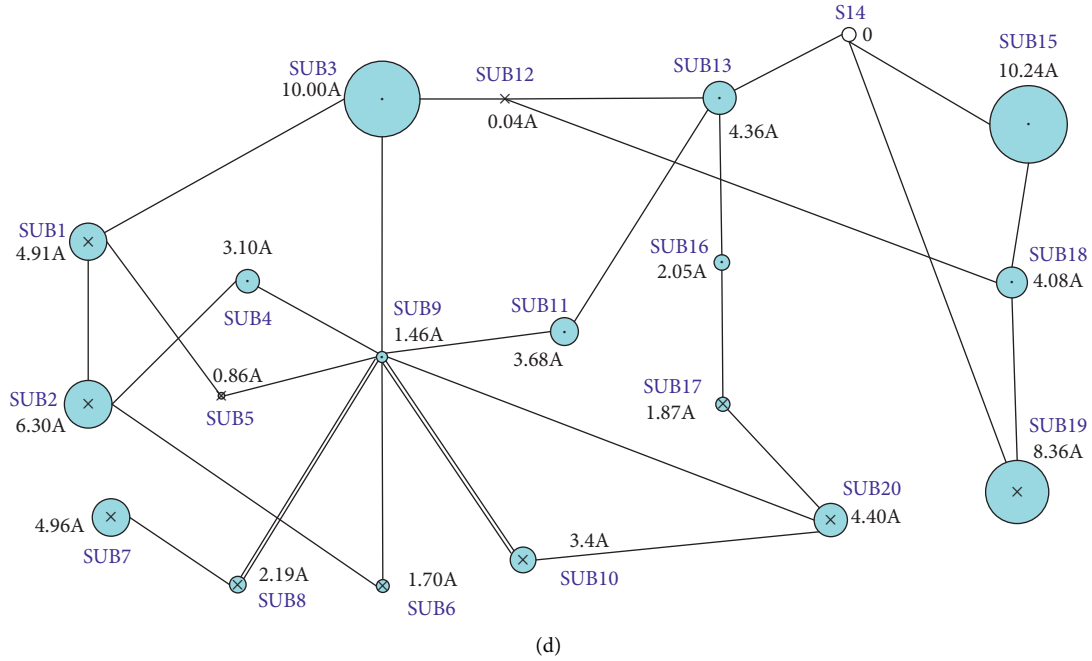 S14
0
SUB15
10.24A
SUB3
10.00A
SUB12
0.04A
SUB13
4.36A
SUB1
4.91A
3.10A
SUB4
SUB16
2.05A
SUB18
4.08A
SUB9
1.46A
SUB11
3.68A
0.86A
SUB5
SUB2
6.30A
SUB17
1.87A
SUB19
8.36A
4.96A
SUB7
SUB20
4.40A
2.19A
SUB8
1.70A
SUB6
3.4A
SUB10
(d)